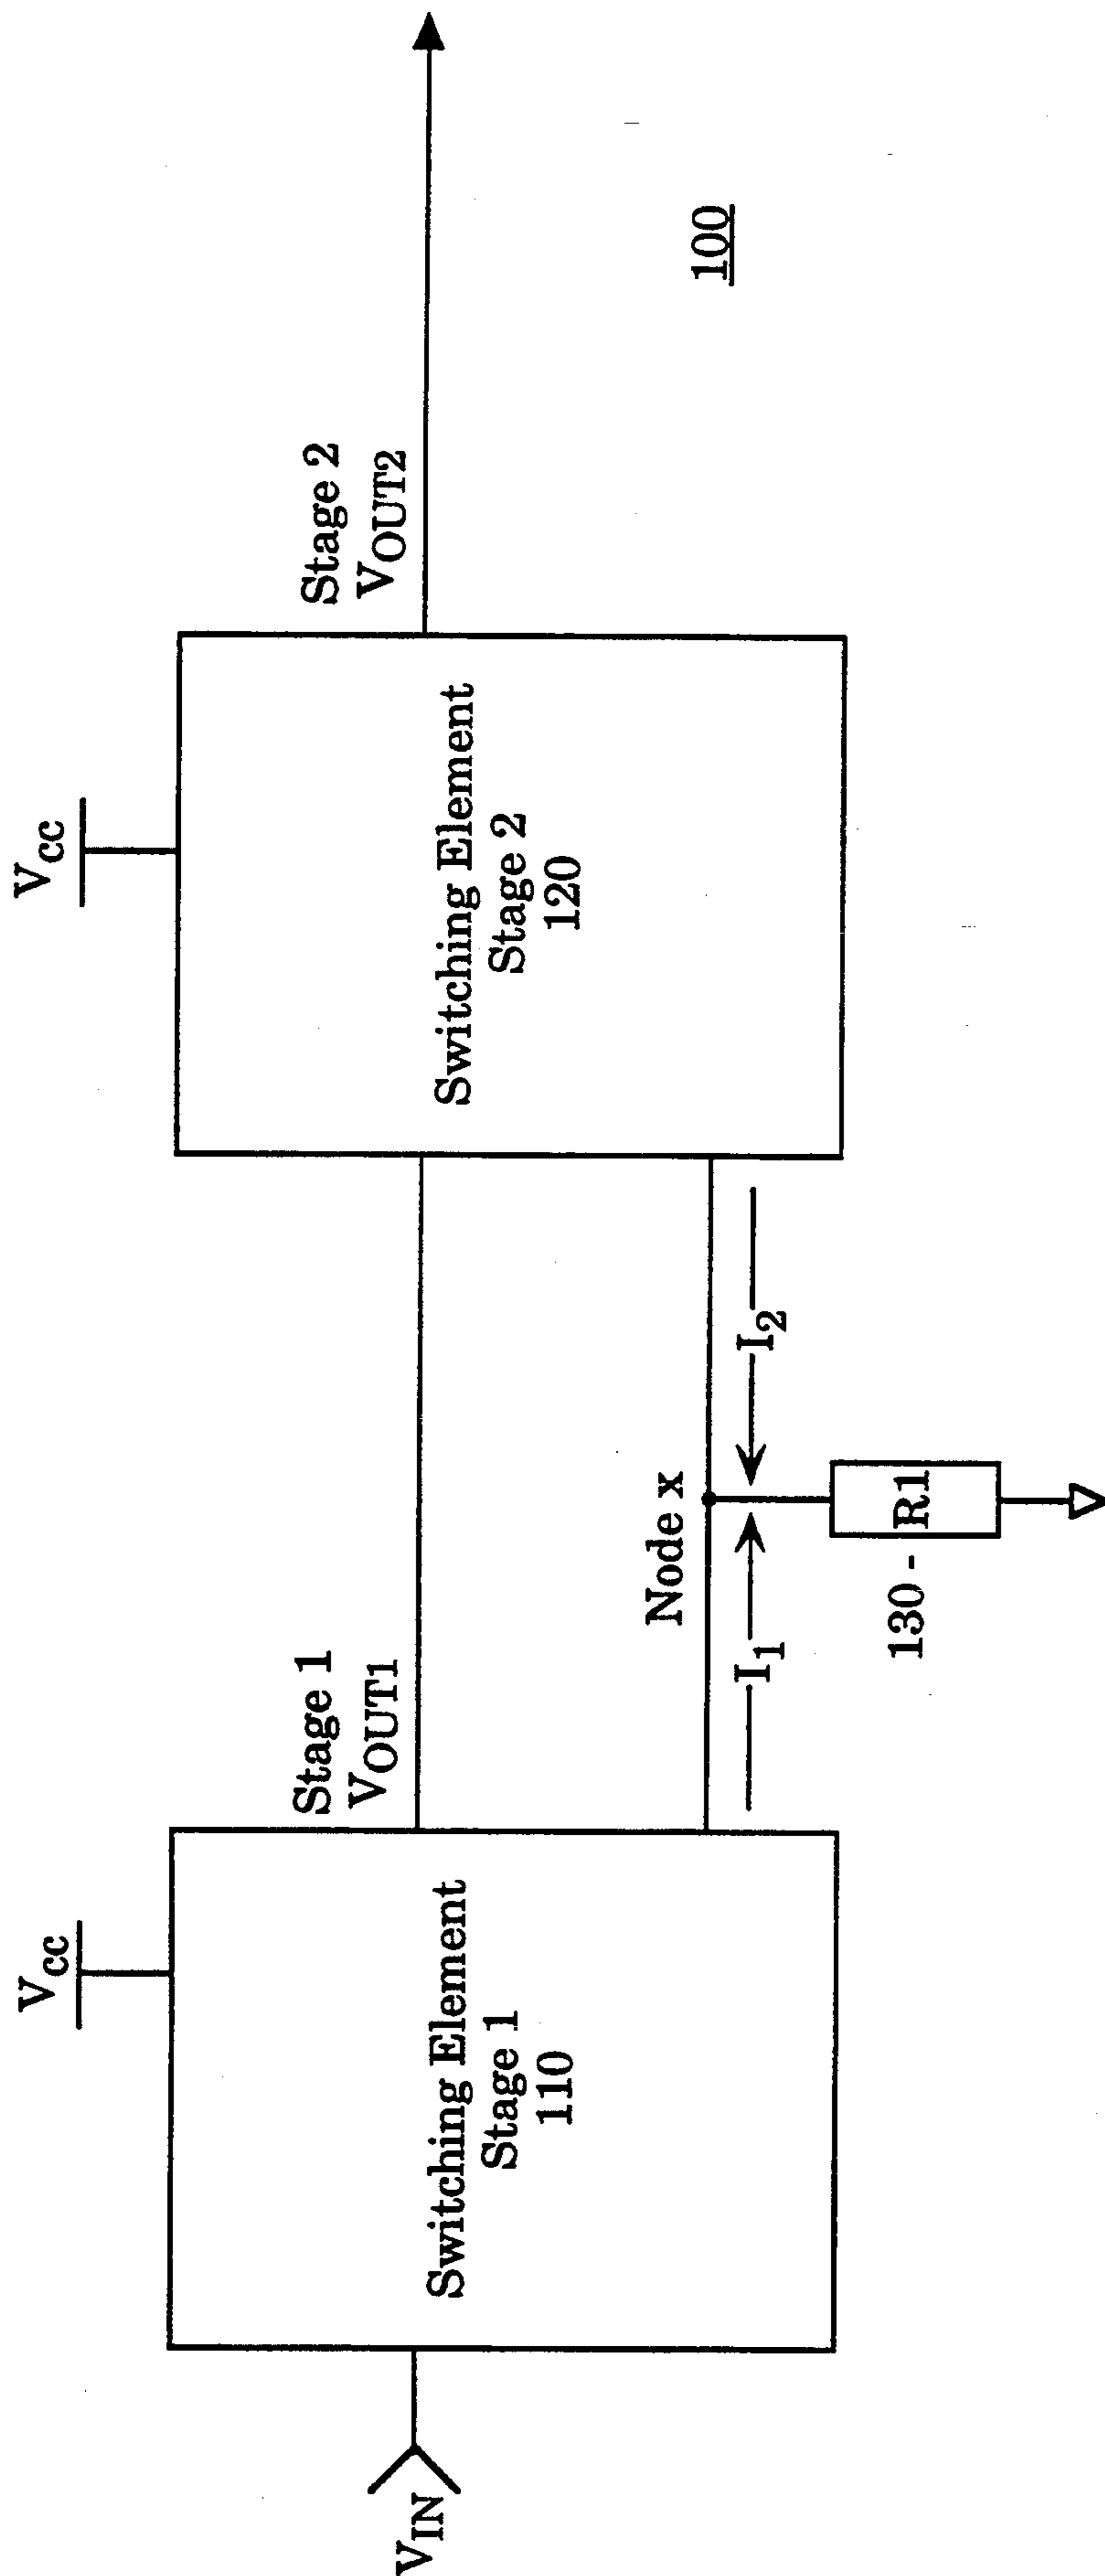 Vcc
Vcc
Stage 1
VOUT1
Stage 2
VOUT2
VIN
Switching Element
Stage 1
110
Switching Element
Stage 2
120
Node x
I1
I2
130 - R1
100